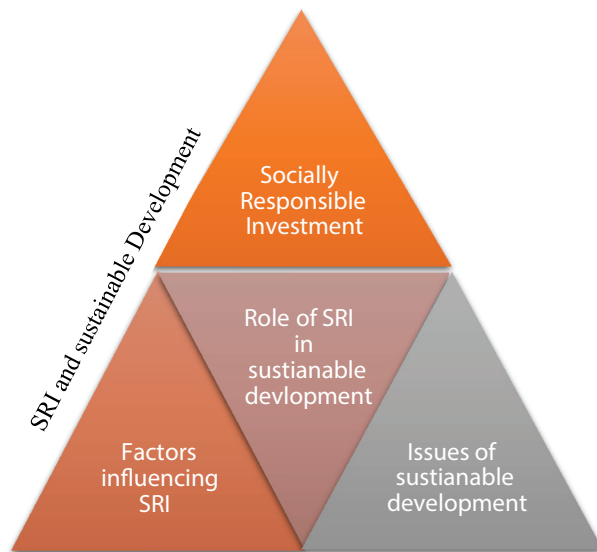 SRI and sustainable Development
Socially
Responsible
Investment
Role of SRI
in
sustianable
devlopment
Factors
influencing
SRI
Issues of
sustianable
development